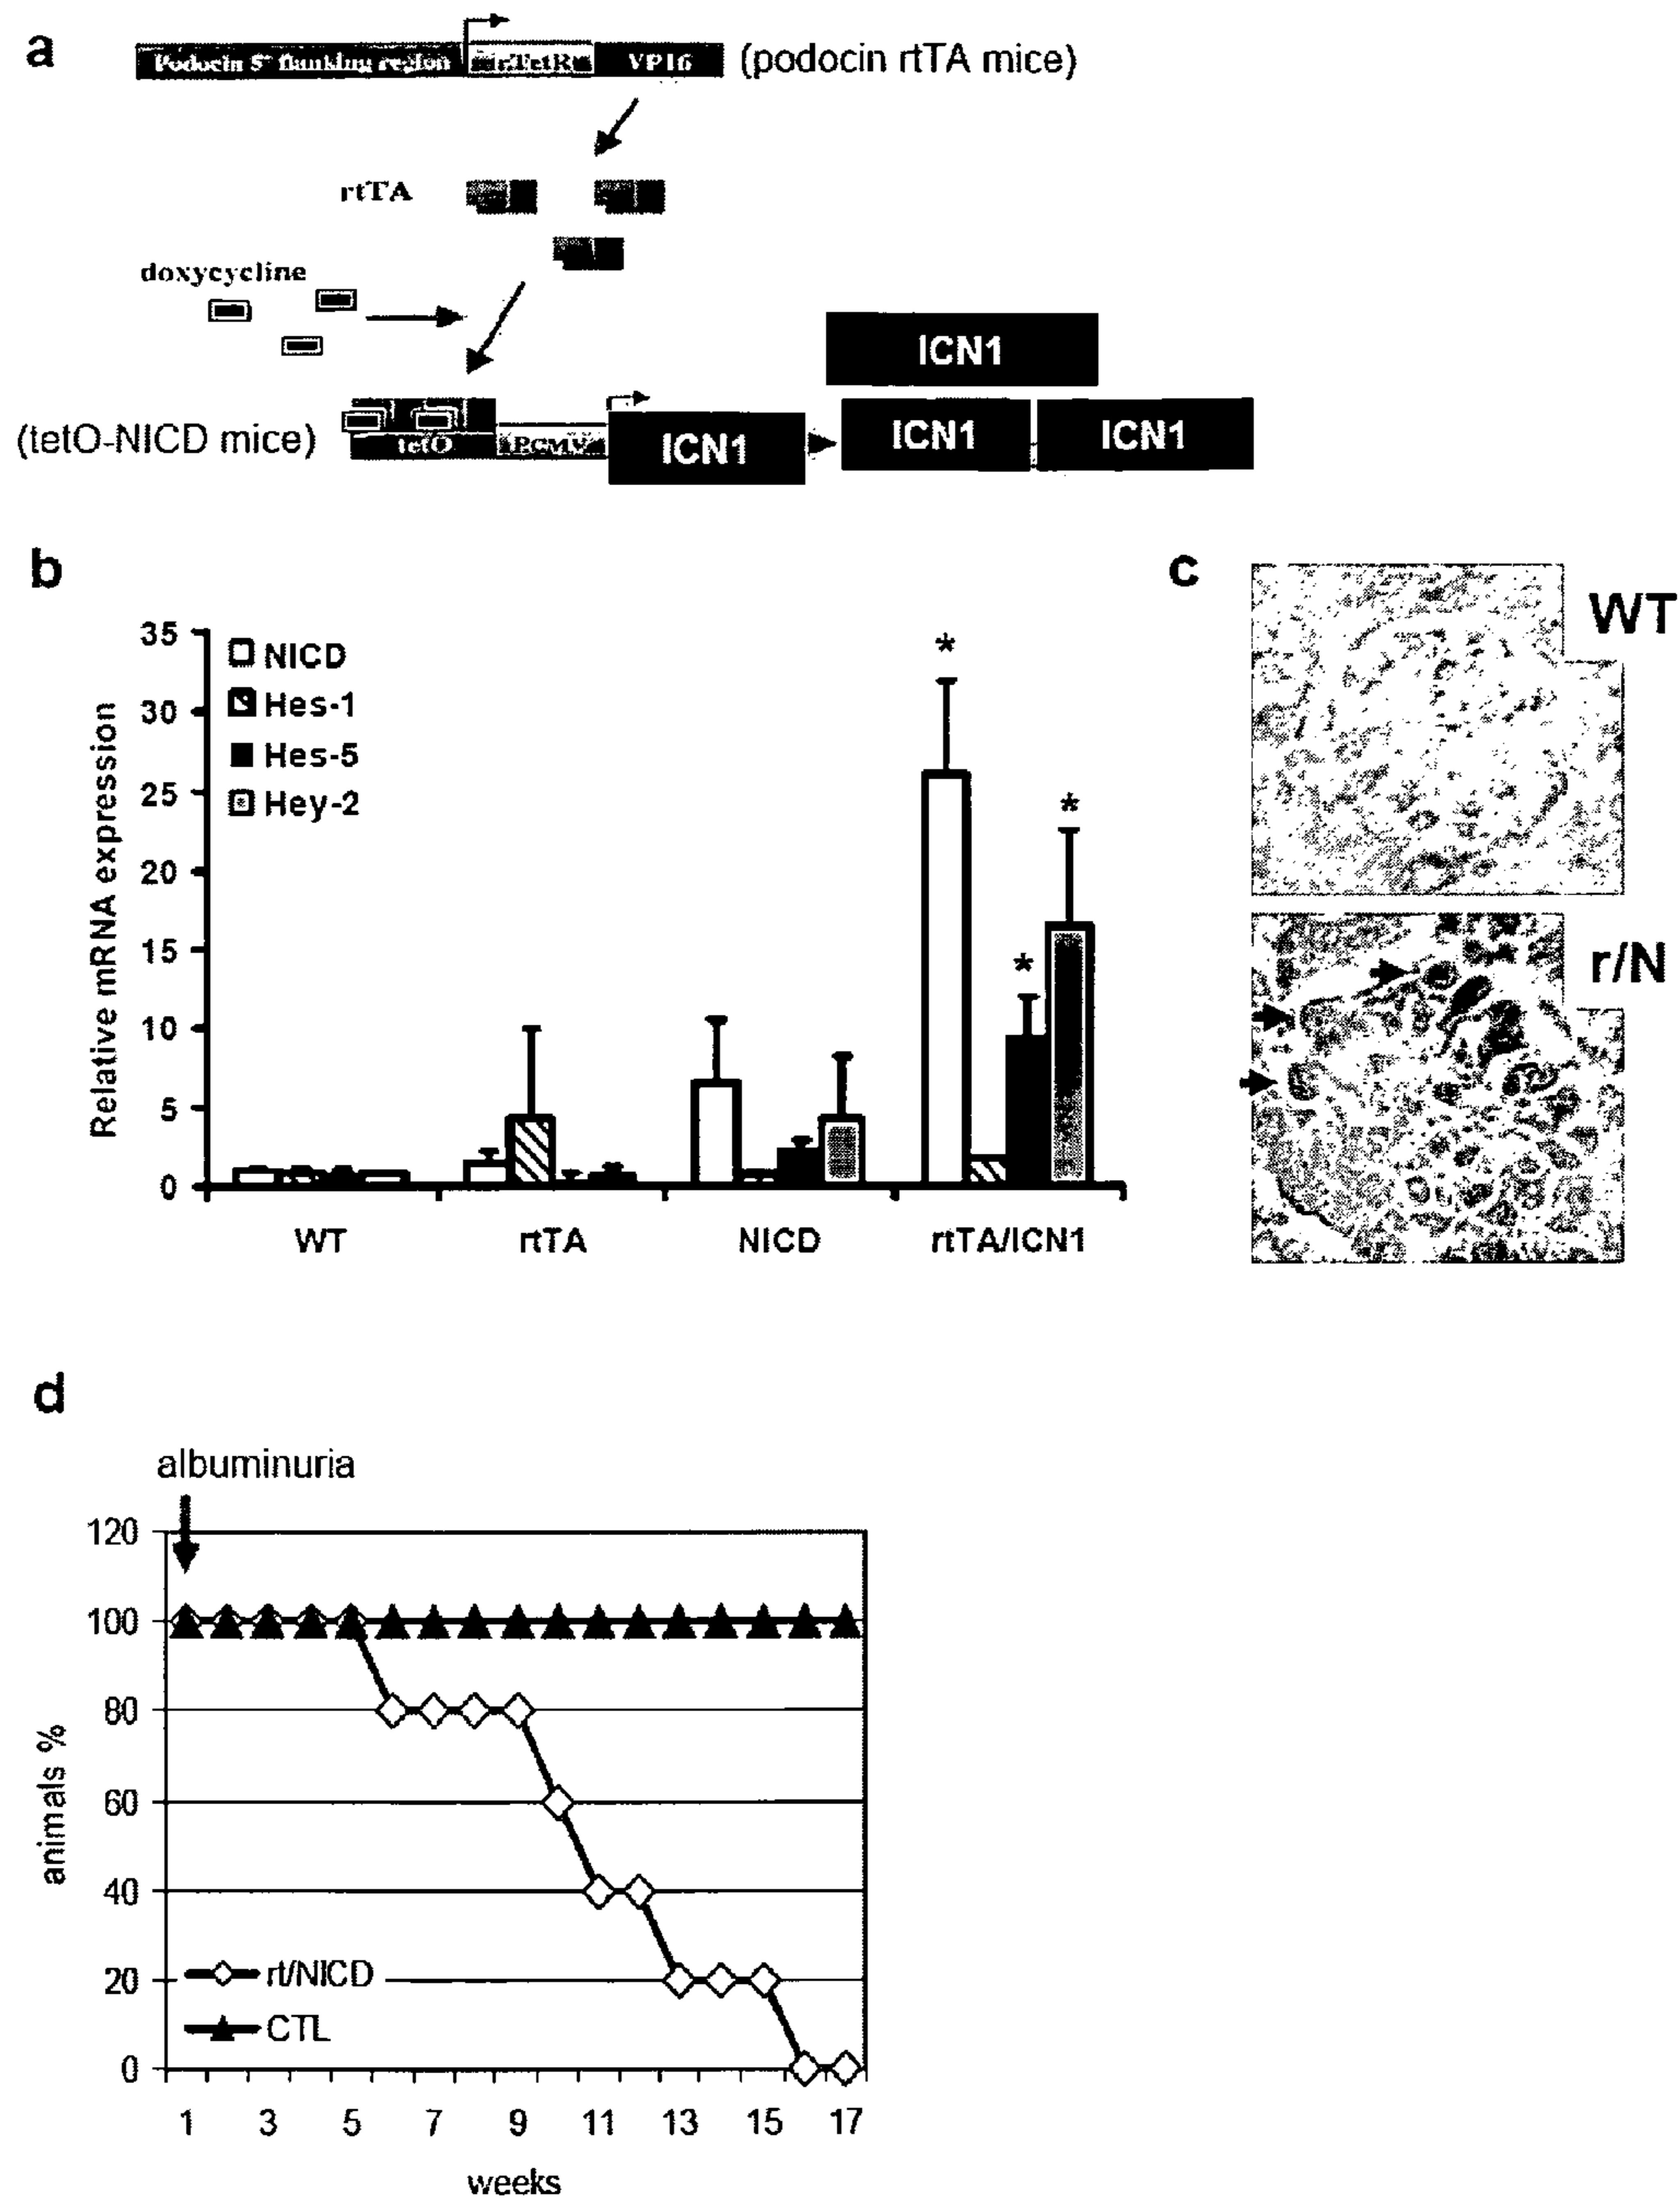 a
Podocin 5' flanking region rTetR VP16 (podocin rtTA mice)
rtTA
doxycycline
ICN1
(tetO-NICD mice) tetO PCMV ICN1 ICN1 ICN1
b
35
30
25
20
15
10
5
0
Relative mRNA expression
NICD
Hes-1
Hes-5
Hey-2
*
*
*
WT rtTA NICD rtTA/ICN1
c
WT
r/N
d
albuminuria
120
100
80
60
40
20
0
animals %
rt/NICD
CTL
1 3 5 7 9 11 13 15 17
weeks